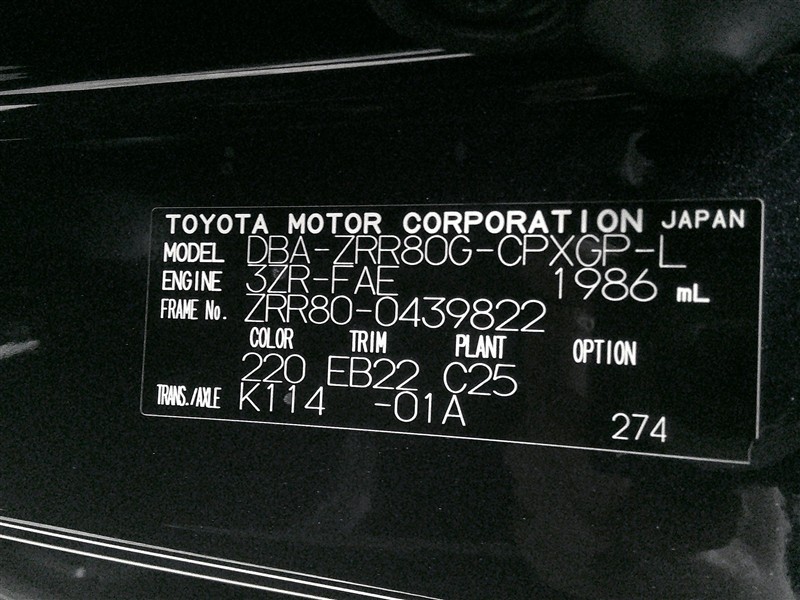 TOYOTA MOTOR CORPORATION JAPAN
MODEL DBA-ZRR80G-CPXGP-L
ENGINE 3ZR-FAE 1986 mL
FRAME No. ZRR80-0439822
COLOR TRIM PLANT OPTION
220 EB22 C25
TRANS./AXLE K114 -01A
274